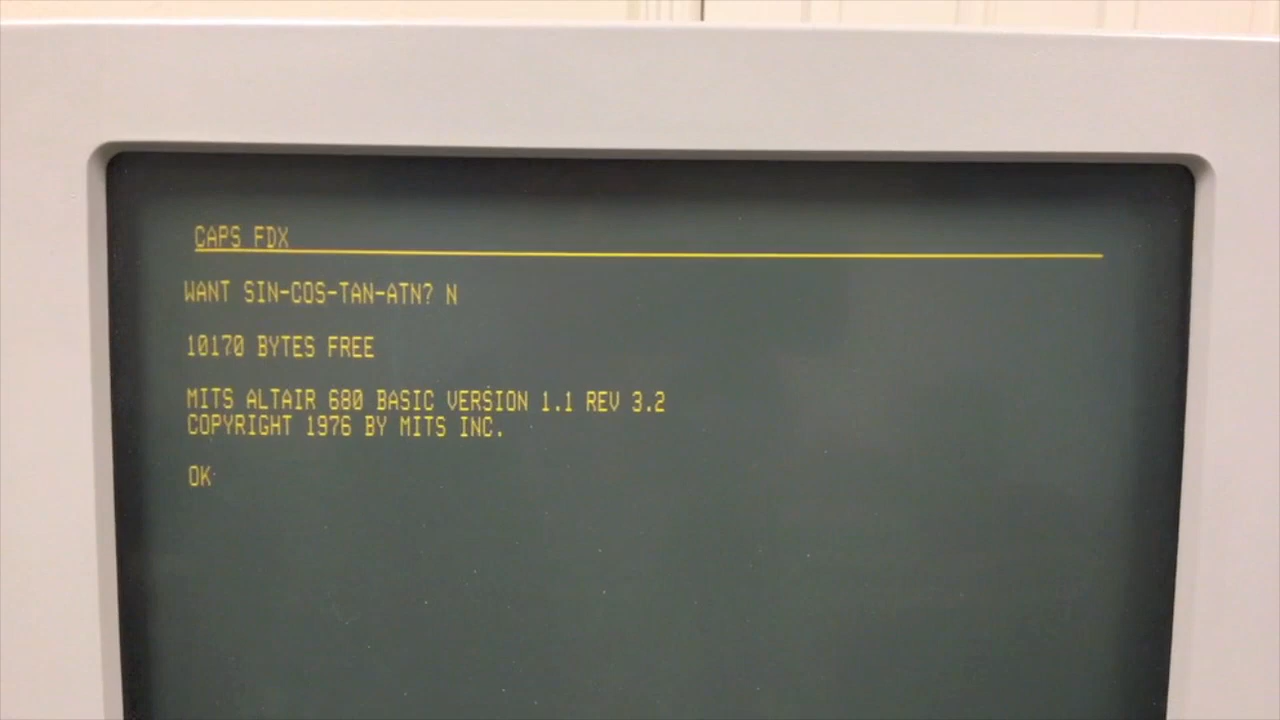 CAPS FDX
WANT SIN-COS-TAN-ATN? N
10170 BYTES FREE
MITS ALTAIR 680 BASIC VERSION 1.1 REV 3.2
COPYRIGHT 1976 BY MITS INC.
OK